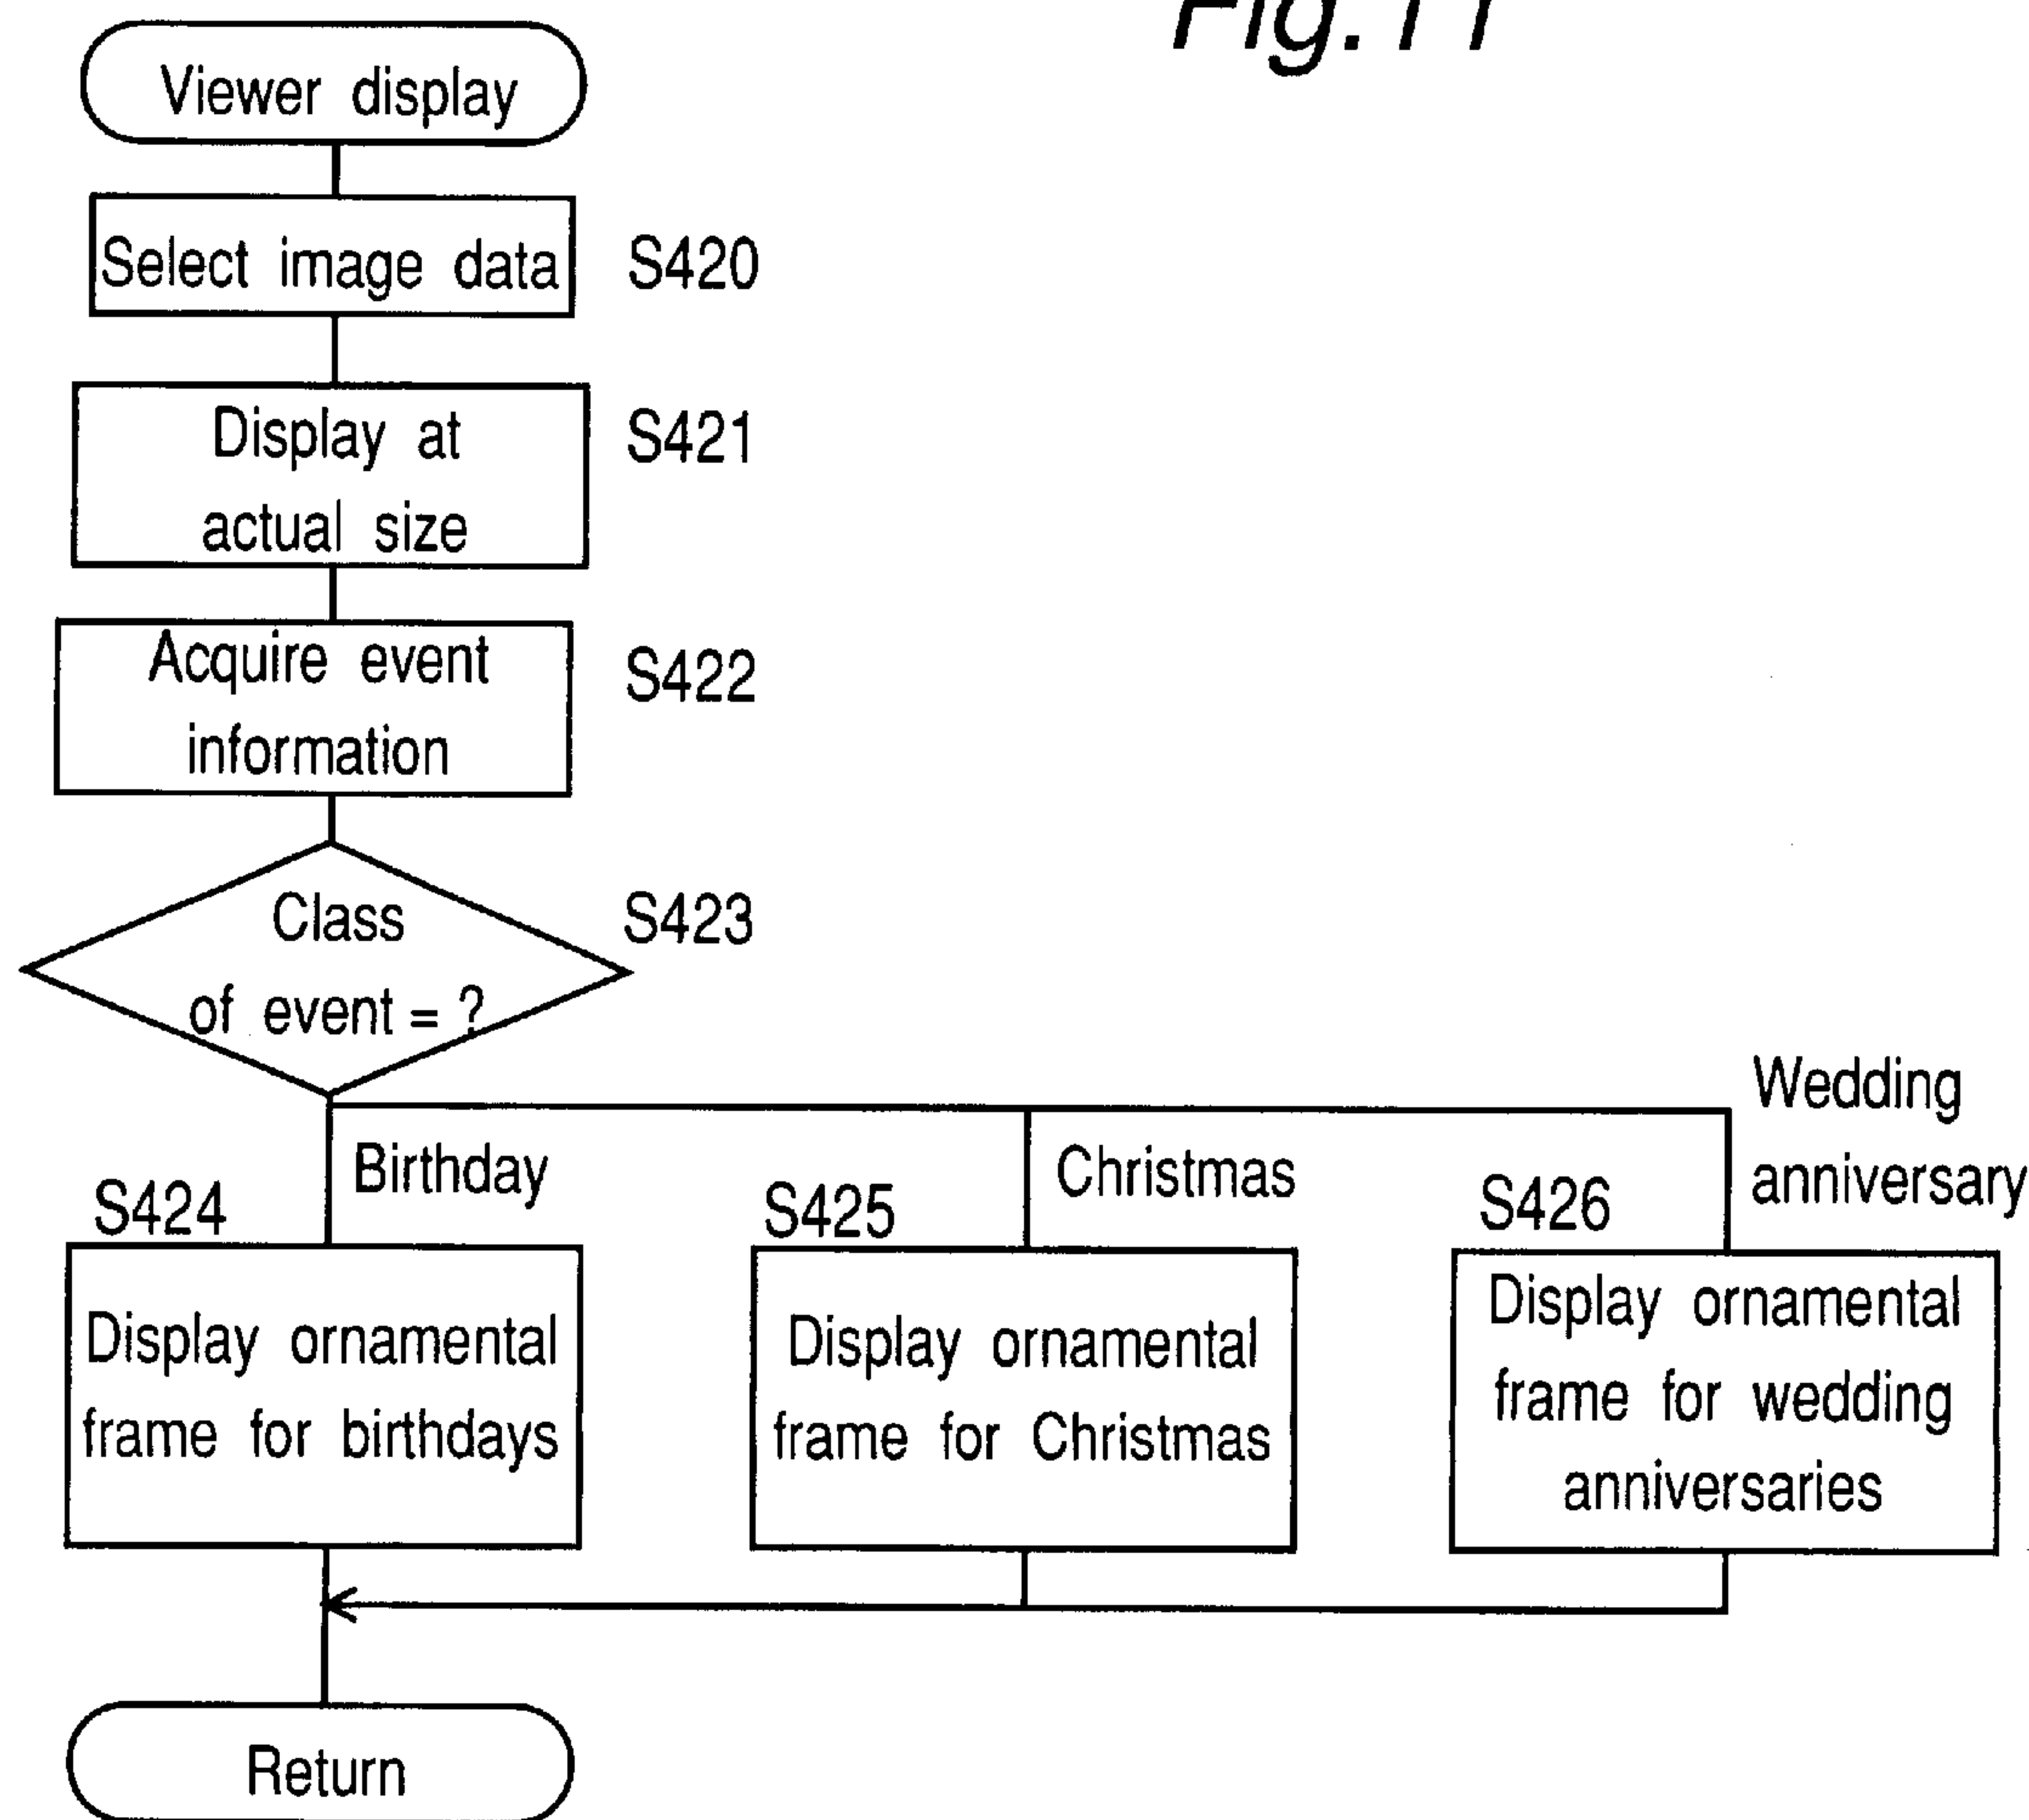 Fig.11
Viewer display
Select image data
S420
Display at
actual size
S421
Acquire event
information
S422
Class
of event = ?
S423
Birthday
Christmas
Wedding
anniversary
S424
Display ornamental
frame for birthdays
S425
Display ornamental
frame for Christmas
S426
Display ornamental
frame for wedding
anniversaries
Return